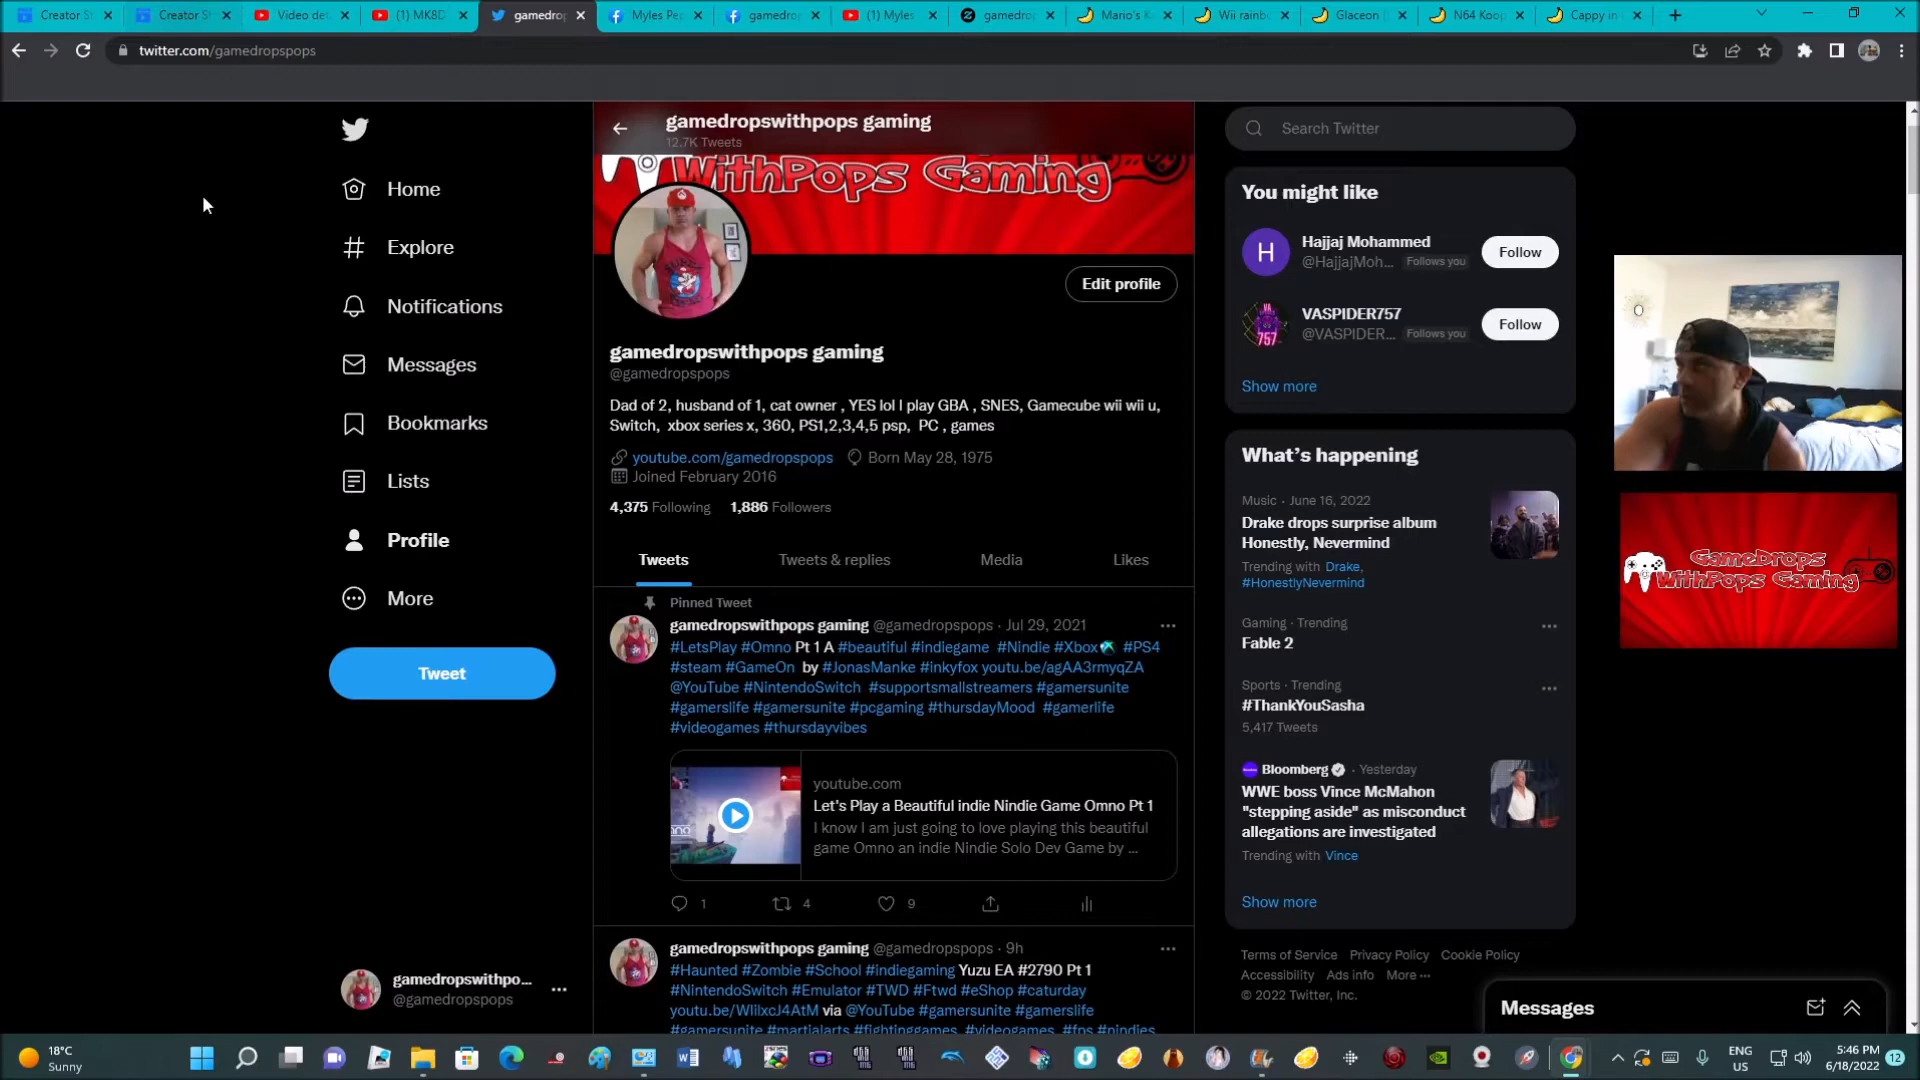 Creator St
Creator St
Video det
(1) MK8D
gamedrop
Myles Pep
gamedrop
(1) Myles
gamedrop
Mario's K
Wii rainbo
Glaceon
N64 Koop
Cappy in
twitter.com/gamedropspops
Home
Explore
Notifications
Messages
Bookmarks
Lists
Profile
More
Tweet
gamedropswithpo...
@gamedropspops
gamedropswithpops gaming
12.7K Tweets
WithPops Gaming
Edit profile
gamedropswithpops gaming
@gamedropspops
Dad of 2, husband of 1, cat owner , YES lol I play GBA , SNES, Gamecube wii wii u,
Switch, xbox series x, 360, PS1,2,3,4,5 psp, PC , games
youtube.com/gamedropspops Born May 28, 1975
Joined February 2016
4,375 Following 1,886 Followers
Tweets Tweets & replies Media Likes
Pinned Tweet
gamedropswithpops gaming @gamedropspops · Jul 29, 2021
#LetsPlay #Omno Pt 1 A #beautiful #indiegame #Nindie #Xbox #PS4
#steam #GameOn by #JonasManke #inkyfox youtu.be/agAA3rmyqZA
@YouTube #NintendoSwitch #supportsmallstreamers #gamersunite
#gamerslife #gamersunite #pcgaming #thursdayMood #gamerlife
#videogames #thursdayvibes
youtube.com
Let's Play a Beautiful indie Nindie Game Omno Pt 1
I know I am just going to love playing this beautiful
game Omno an indie Nindie Solo Dev Game by ...
1 4 9
gamedropswithpops gaming @gamedropspops · 9h
#Haunted #Zombie #School #indiegaming Yuzu EA #2790 Pt 1
#NintendoSwitch #Emulator #TWD #Ftwd #eShop #caturday
youtu.be/WIlIxcJ4AtM via @YouTube #gamersunite #gamerslife
#gamersunite #martialarts #fightinggames #videogames #fps #nindies
Search Twitter
You might like
H
Hajjaj Mohammed
@HajjajMoh... Follows you
Follow
VA
SPIDER
757
VASPIDER757
@VASPIDER... Follows you
Follow
Show more
What's happening
Music · June 16, 2022
Drake drops surprise album
Honestly, Nevermind
Trending with Drake,
#HonestlyNevermind
Gaming · Trending
Fable 2
Sports · Trending
#ThankYouSasha
5,417 Tweets
Bloomberg · Yesterday
WWE boss Vince McMahon
"stepping aside" as misconduct
allegations are investigated
Trending with Vince
Show more
Terms of Service Privacy Policy Cookie Policy
Accessibility Ads info More ...
© 2022 Twitter, Inc.
Messages
GameDrops
WithPops Gaming
18°C
Sunny
ENG
US
5:46 PM
6/18/2022
12